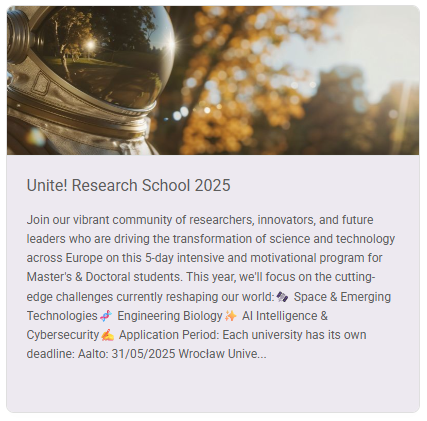 Unite! Research School 2025
Join our vibrant community of researchers, innovators, and future
leaders who are driving the transformation of science and technology
across Europe on this 5-day intensive and motivational program for
Master's & Doctoral students. This year, we'll focus on the cutting-
edge challenges currently reshaping our world:🛰️ Space & Emerging
Technologies🧬 Engineering Biology✨ AI Intelligence &
Cybersecurity✍️ Application Period: Each university has its own
deadline: Aalto: 31/05/2025 Wrocław Unive...